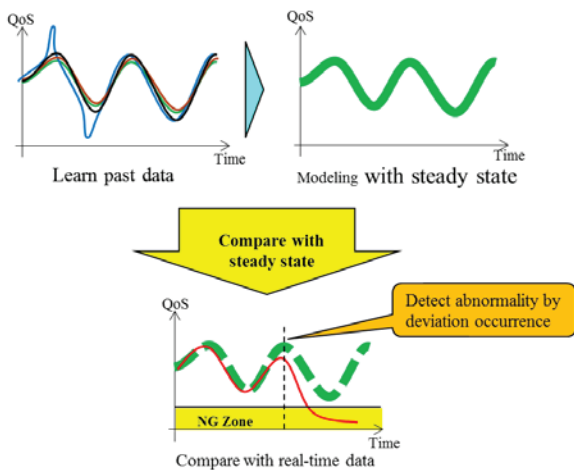 QoS
Time
Learn past data
QoS
Time
Modeling with steady state
Compare with
steady state
Detect abnormality by
deviation occurrence
QoS
NG Zone
Time
Compare with real-time data